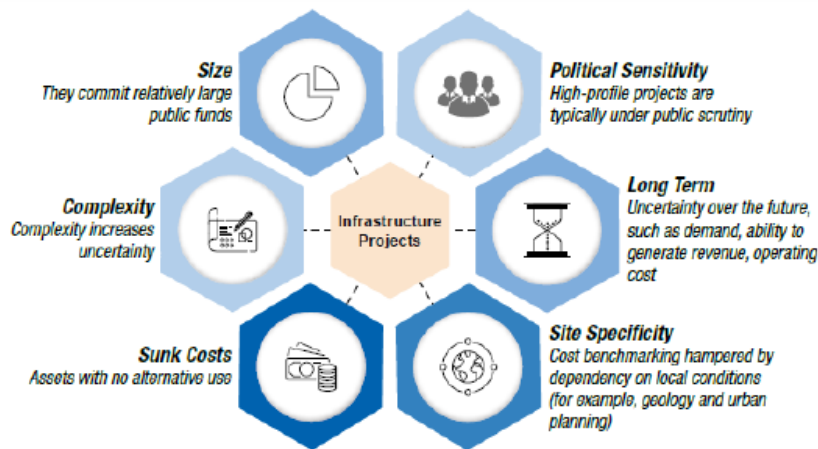 Size
They commit relatively large
public funds
Political Sensitivity
High-profile projects are
typically under public scrutiny
Complexity
Complexity increases
uncertainty
Infrastructure
Projects
Long Term
Uncertainty over the future,
such as demand, ability to
generate revenue, operating
cost
Sunk Costs
Assets with no alternative use
Site Specificity
Cost benchmarking hampered by
dependency on local conditions
(for example, geology and urban
planning)